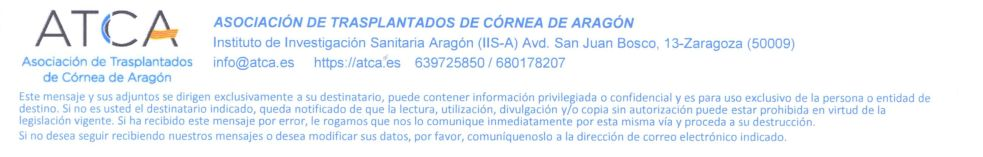 ATCA
Asociación de Trasplantados
de Córnea de Aragón
ASOCIACIÓN DE TRASPLANTADOS DE CÓRNEA DE ARAGÓN
Instituto de Investigación Sanitaria Aragón (IIS-A) Avd. San Juan Bosco, 13-Zaragoza (50009)
info@atca.es https://atca.es 639725850 / 680178207
Este mensaje y sus adjuntos se dirigen exclusivamente a su destinatario, puede contener información privilegiada o confidencial y es para uso exclusivo de la persona o entidad de
destino. Si no es usted el destinatario indicado, queda notificado de que la lectura, utilización, divulgación y/o copia sin autorización puede estar prohibida en virtud de la
legislación vigente. Si ha recibido este mensaje por error, le rogamos que nos lo comunique inmediatamente por esta misma vía y proceda a su destrucción.
Si no desea seguir recibiendo nuestros mensajes o desea modificar sus datos, por favor, comuníquenoslo a la dirección de correo electrónico indicado.